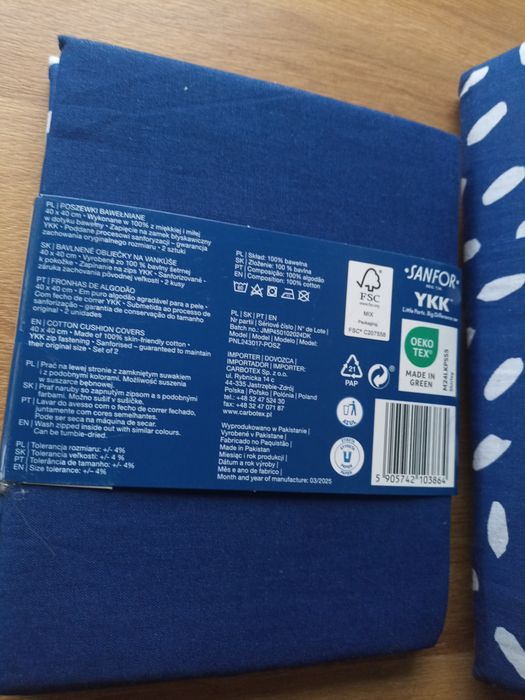 PL | POSZEWKI BAWEŁNIANE
40 x 40 cm • Wykonane w 100% z miękkiej i miłej
w dotyku bawełny • Zapięcie na zamek błyskawiczny
YKK • Poddane procesowi sanforyzacji – gwarancja
zachowania oryginalnego rozmiaru • 2 sztuki
SK | BAVLNENÉ OBLIEČKY NA VANKÚŠE
40 x 40 cm • Vyrobené zo 100 % bavlny šetrnej
k pokožke • Zapínanie na zips YKK • Sanforizované -
záruka zachovania pôvodnej veľkosti • 2 kusy
PT | FRONHAS DE ALGODÃO
40 x 40 cm • Em puro algodão agradável para a pele •
Com fecho de correr YKK • Submetida ao processo de
sanforização – garantia de conservação do tamanho
original • 2 unidades
EN | COTTON CUSHION COVERS
40 x 40 cm • Made of 100% skin-friendly cotton •
YKK zip fastening • Sanforised – guaranteed to maintain
their original size • Set of 2
PL | Prać na lewej stronie z zamkniętym suwakiem
i z podobnymi kolorami. Możliwość suszenia
w suszarce bębnowej.
SK | Prať naruby so zapnutým zipsom a s podobnými
farbami. Možno sušiť v sušičke.
PT | Lavar do avesso com o fecho de correr fechado,
juntamente com cores semelhantes.
Pode ser seca na máquina de secar.
EN | Wash zipped inside out with similar colours.
Can be tumble-dried.
PL | Tolerancja rozmiaru: +/- 4%
SK | Tolerancia veľkosti: +/- 4 %
PT | Tolerância de tamanho: +/- 4%
EN | Size tolerance: +/- 4%
PL | Skład: 100% bawełna
SK | Zloženie: 100 % bavlna
PT | Composição: 100% algodão
EN | Composition: 100% cotton
PL | SK | PT | EN
Nr partii | Sériové číslo | N° de Lote |
Batch no.: JMP450102024DK
Model | Model | Modelo | Model:
PNL243017-POSZ
IMPORTER | DOVOZCA |
IMPORTADOR | IMPORTER:
CARBOTEX Sp. z o.o.
ul. Rybnicka 14 c
44-335 Jastrzębie-Zdrój
Polska | Poľsko | Polónia | Poland
tel.: +48 32 47 524 30
fax: +48 32 47 071 87
www.carbotex.pl
Wyprodukowano w Pakistanie |
Vyrobené v Pakistane |
Fabricado no Paquistão |
Made in Pakistan
Miesiąc i rok produkcji |
Dátum a rok výroby |
Mês e ano de fabrico |
Month and year of manufacture: 03/2025
FSC
www.fsc.org
MIX
Packaging
FSC® C207558
21
PAP
AZUL
•SANFOR•
YKK™
Little Parts. Big Difference.
OEKO
TEX®
MADE IN
GREEN
M24LKP555
5 905742 103864